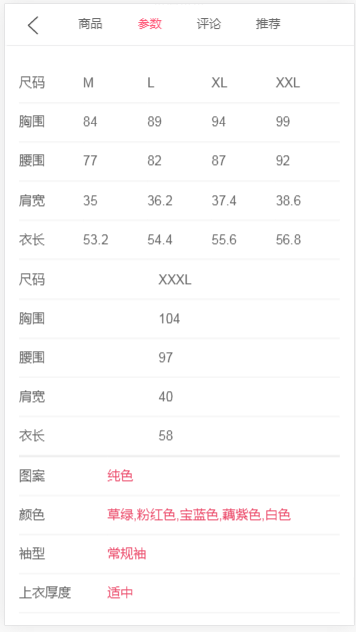 商品 参数 评论 推荐
尺码 M L XL XXL
胸围 84 89 94 99
腰围 77 82 87 92
肩宽 35 36.2 37.4 38.6
衣长 53.2 54.4 55.6 56.8
尺码 XXXL
胸围 104
腰围 97
肩宽 40
衣长 58
图案 纯色
颜色 草绿,粉红色,宝蓝色,藕紫色,白色
袖型 常规袖
上衣厚度 适中